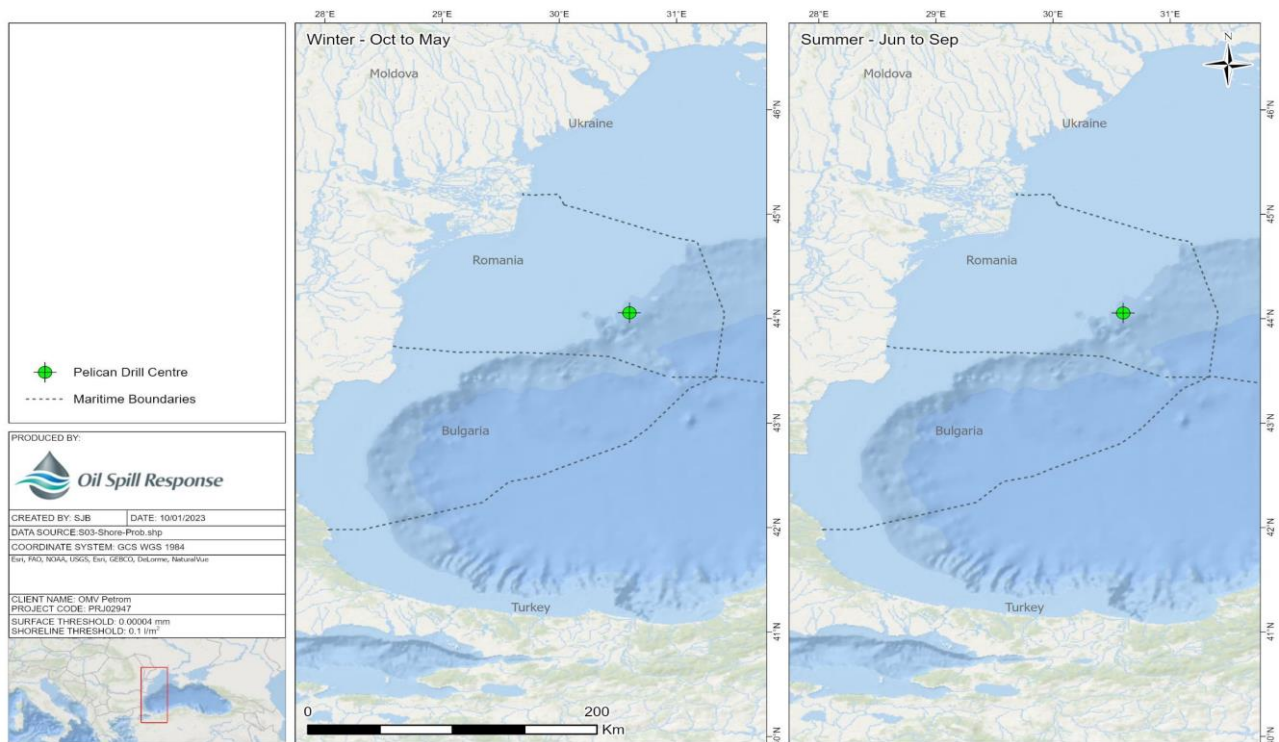 28°E 29°E 30°E 31°E
28°E 29°E 30°E 31°E
Winter - Oct to May
Summer - Jun to Sep
N
Moldova
Ukraine
Romania
Bulgaria
Turkey
Moldova
Ukraine
Romania
Bulgaria
Turkey
46°N
45°N
44°N
43°N
42°N
41°N
46°N
45°N
44°N
43°N
42°N
41°N
0 200
Km
Pelican Drill Centre
Maritime Boundaries
PRODUCED BY:
Oil Spill Response
CREATED BY: SJB DATE: 10/01/2023
DATA SOURCE:S03-Shore-Prob.shp
COORDINATE SYSTEM: GCS WGS 1984
Esri, FAO, NOAA, USGS, Esri, GEBCO, DeLorme, NaturalVue
CLIENT NAME: OMV Petrom
PROJECT CODE: PRJ02947
SURFACE THRESHOLD: 0.00004 mm
SHORELINE THRESHOLD: 0.1 l/m²